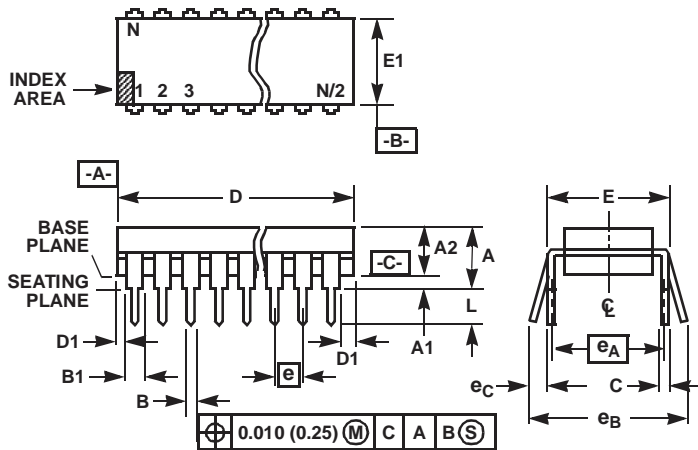 N
E1
INDEX
AREA
1 2 3 N/2
-B-
-A-
D
E
BASE
PLANE
A2
A
-C-
SEATING
PLANE
L
℄
D1
A1
D1
eA
B1
e
eC
C
B
eB
0.010 (0.25) Ⓜ C A B Ⓢ